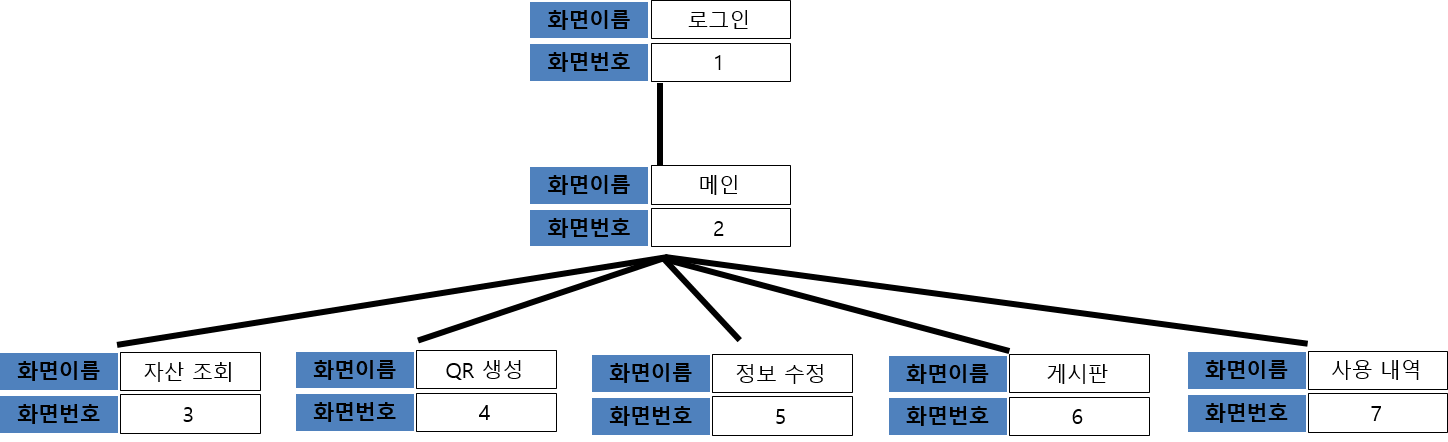 화면이름 로그인
화면번호 1
화면이름 메인
화면번호 2
화면이름 자산 조회
화면번호 3
화면이름 QR 생성
화면번호 4
화면이름 정보 수정
화면번호 5
화면이름 게시판
화면번호 6
화면이름 사용 내역
화면번호 7